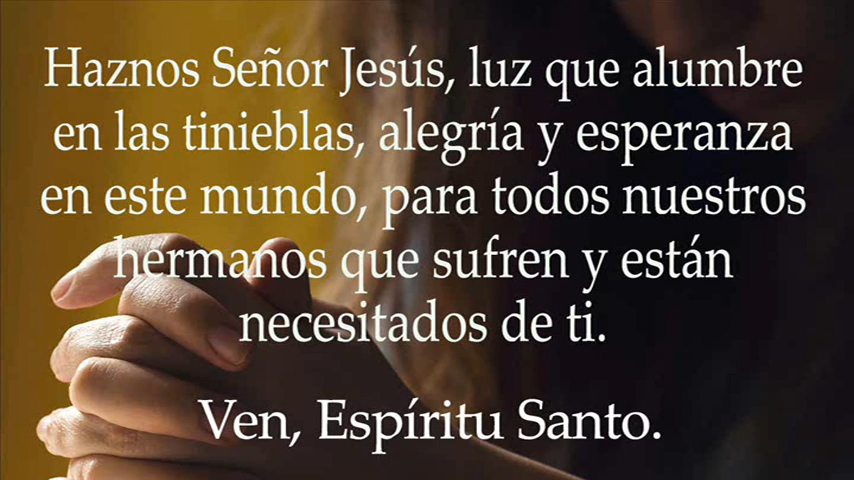 Haznos Señor Jesús, luz que alumbre
en las tinieblas, alegría y esperanza
en este mundo, para todos nuestros
hermanos que sufren y están
necesitados de ti.
Ven, Espíritu Santo.